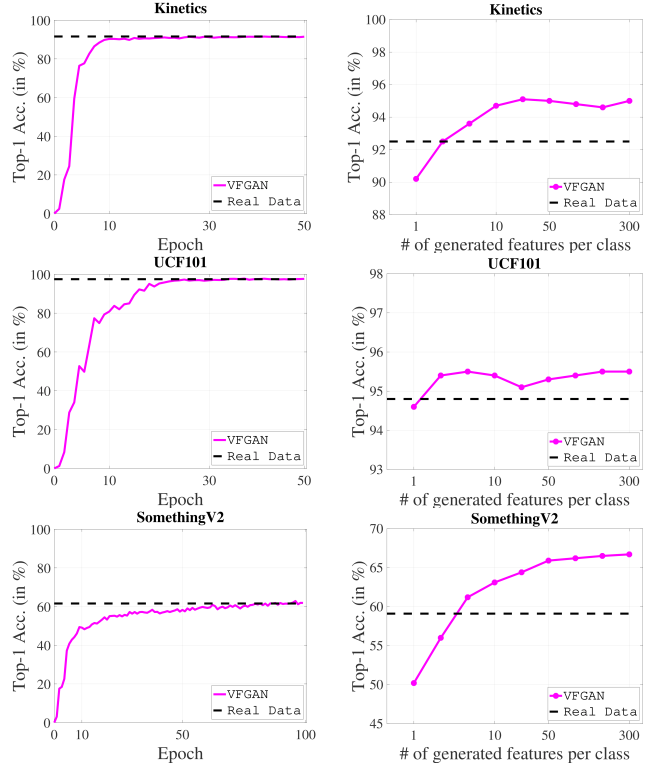 Kinetics
Top-1 Acc. (in %)
100
80
60
40
20
0
0
10
30
50
Epoch
VFGAN
Real Data
Kinetics
Top-1 Acc. (in %)
100
98
96
94
92
90
88
1
10
50
300
# of generated features per class
VFGAN
Real Data
UCF101
Top-1 Acc. (in %)
100
80
60
40
20
0
0
10
30
50
Epoch
VFGAN
Real Data
UCF101
Top-1 Acc. (in %)
98
97
96
95
94
93
1
10
50
300
# of generated features per class
VFGAN
Real Data
SomethingV2
Top-1 Acc. (in %)
100
80
60
40
20
0
0
10
50
100
Epoch
VFGAN
Real Data
SomethingV2
Top-1 Acc. (in %)
70
65
60
55
50
45
1
10
50
300
# of generated features per class
VFGAN
Real Data